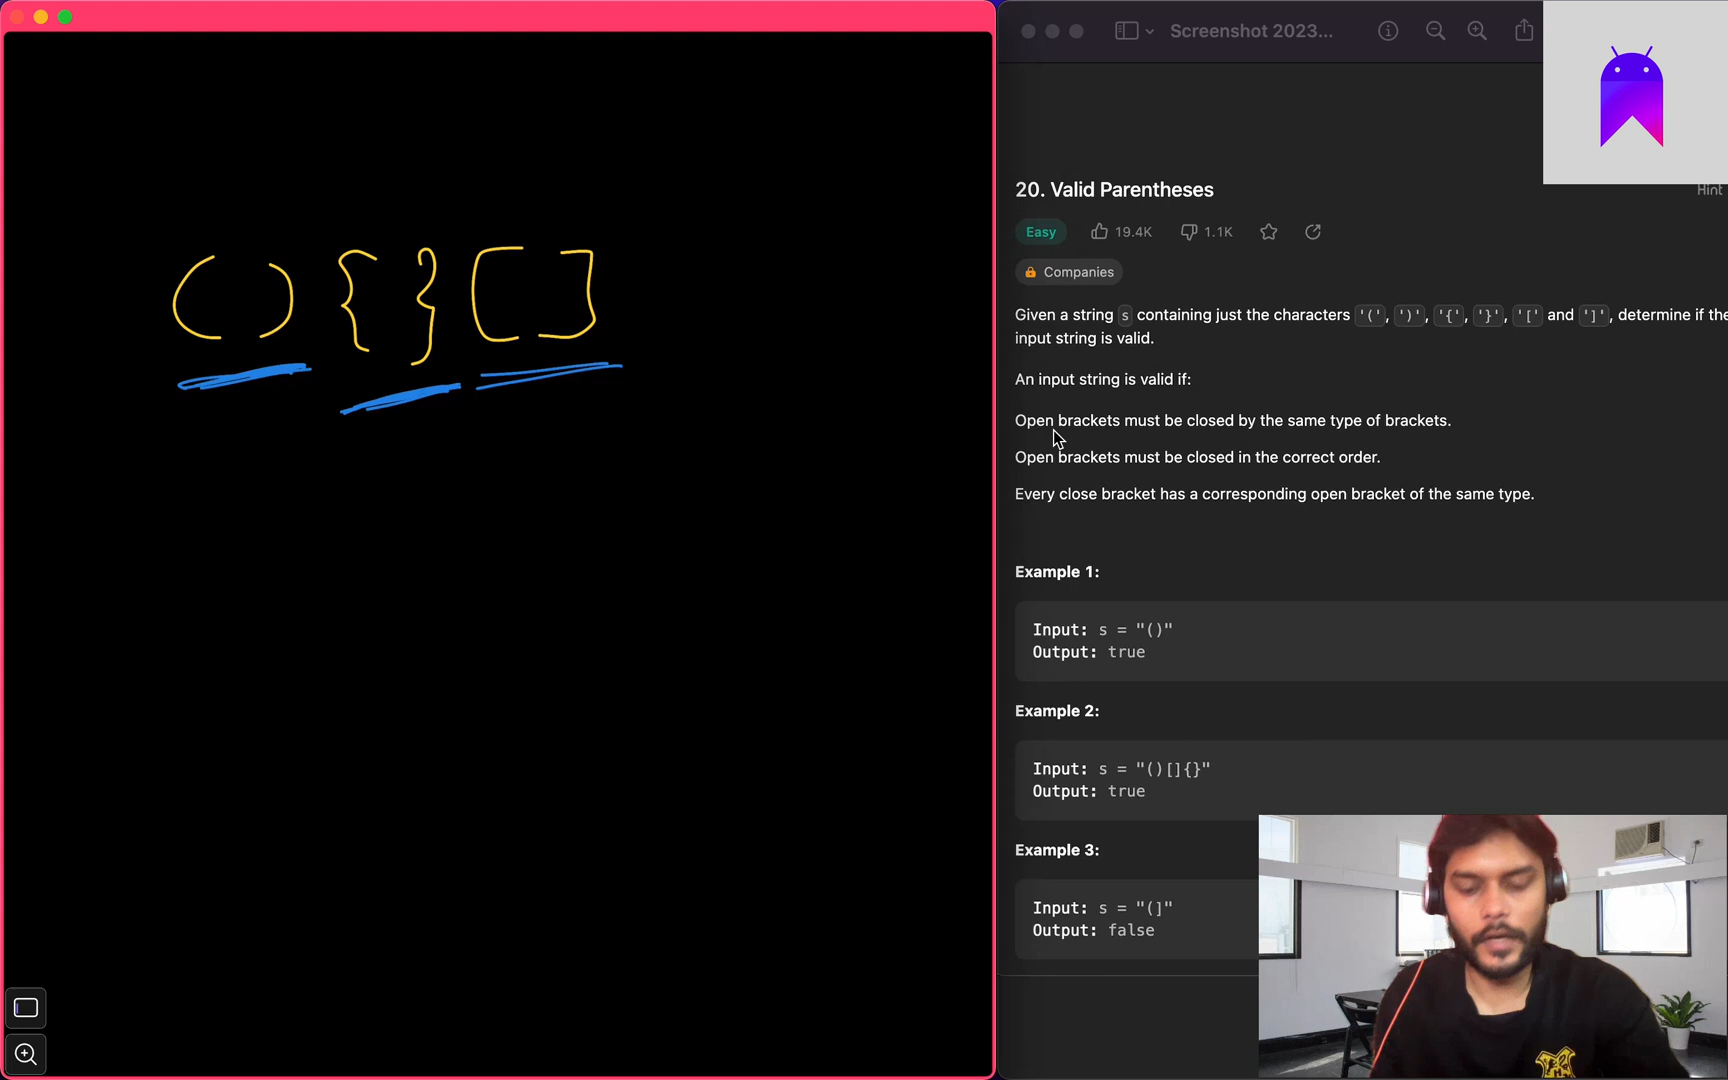 (){}[]
Screenshot 2023...
20. Valid Parentheses
Hint
Easy 19.4K 1.1K
Companies
Given a string s containing just the characters '(', ')', '{', '}', '[' and ']', determine if the
input string is valid.
An input string is valid if:
Open brackets must be closed by the same type of brackets.
Open brackets must be closed in the correct order.
Every close bracket has a corresponding open bracket of the same type.
Example 1:
Input: s = "()"
Output: true
Example 2:
Input: s = "()[]{}"
Output: true
Example 3:
Input: s = "(]"
Output: false